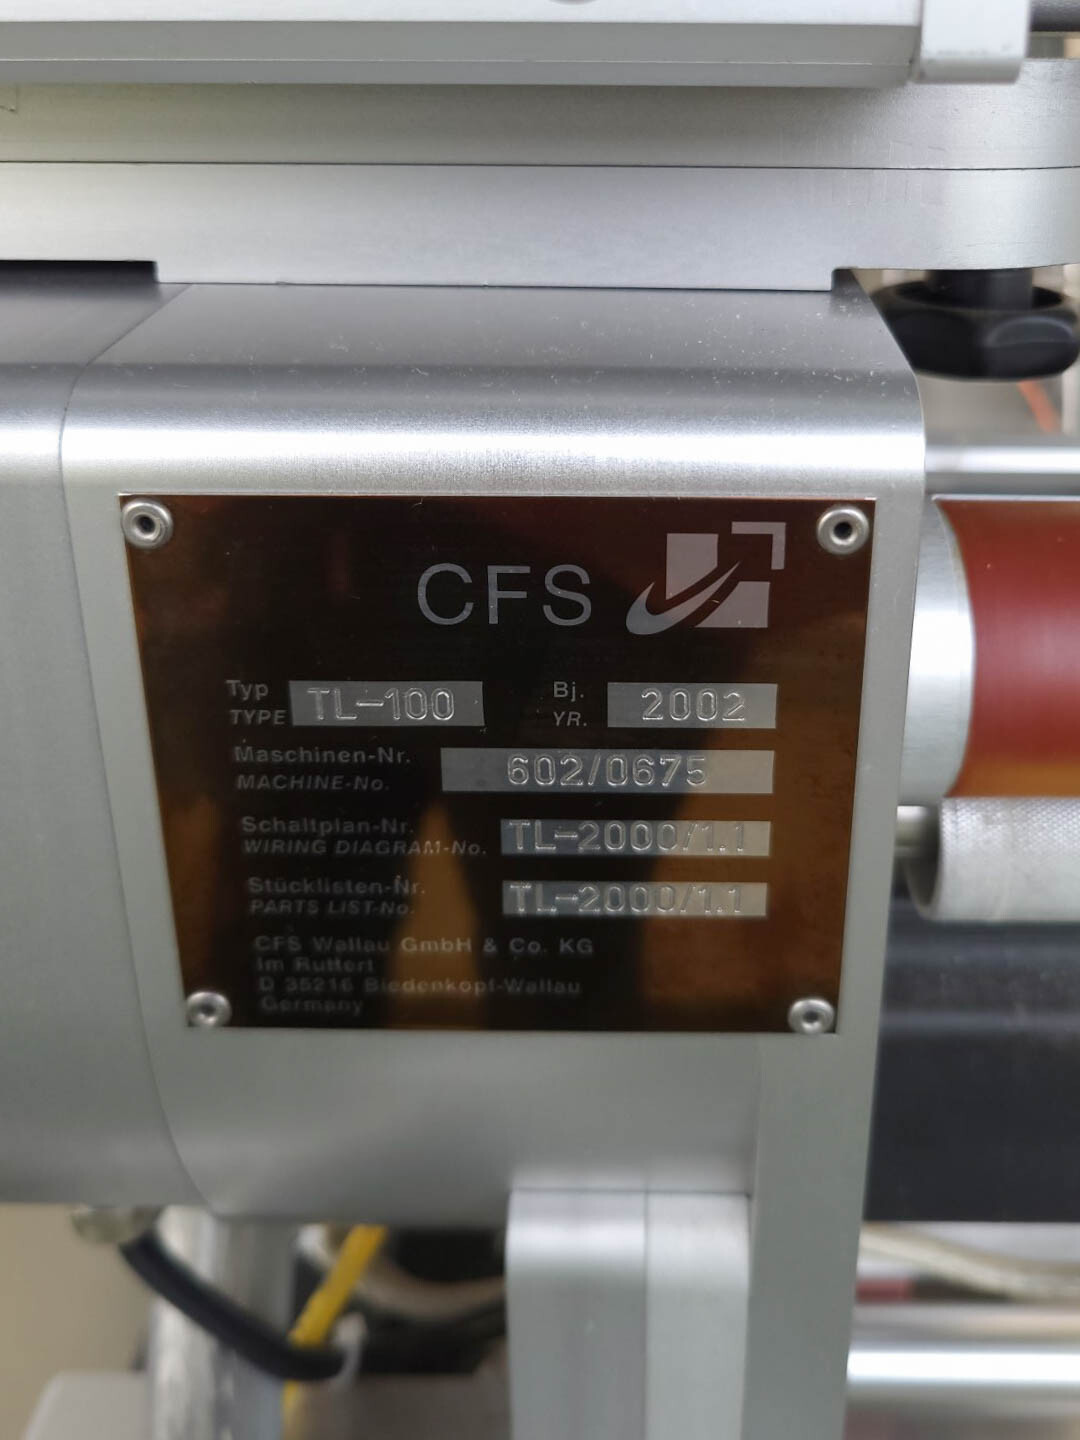 CFS
Typ TL-100 Bj. 2002
TYPE YR.
Maschinen-Nr. 602/0675
MACHINE-No.
Schaltplan-Nr. TL-2000/1.1
WIRING DIAGRAM-No.
Stücklisten-Nr. TL-2000/1.1
PARTS LIST-No.
CFS Wallau GmbH & Co. KG
Im Ruttert
D 35216 Biedenkopf-Wallau
Germany